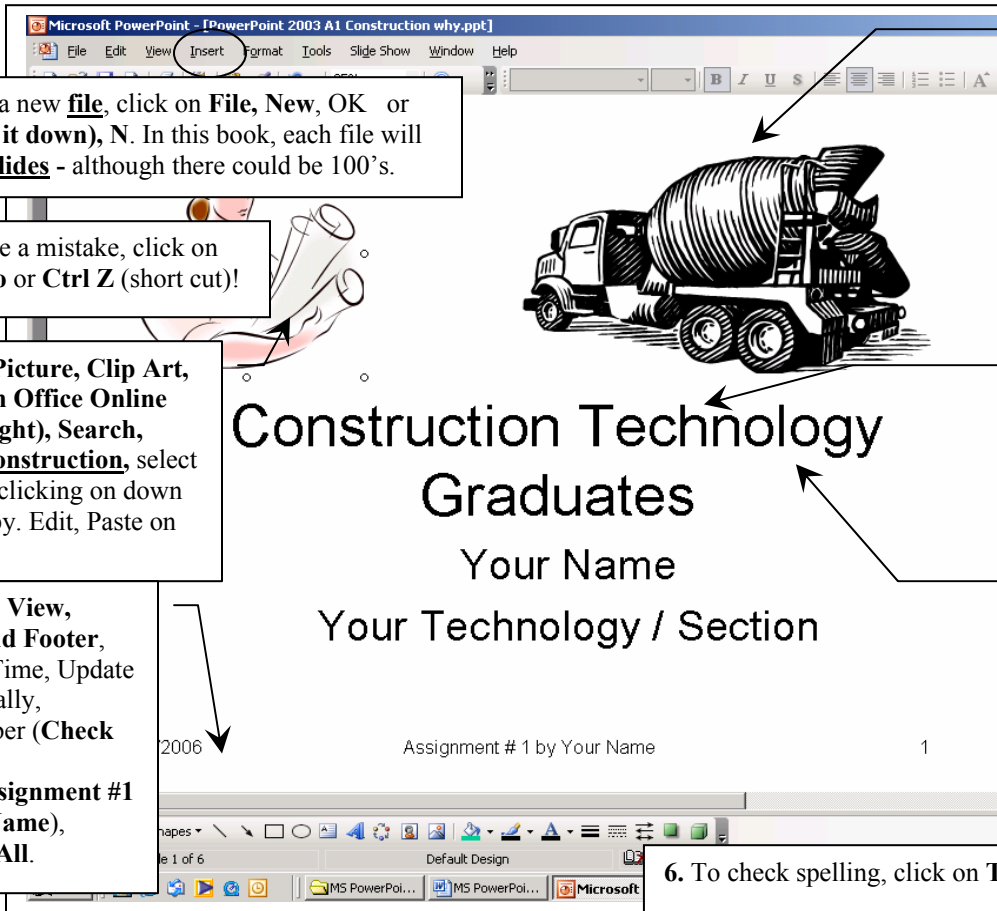 Microsoft PowerPoint - [PowerPoint 2003 A1 Construction why.ppt]
File Edit View Insert Format Tools Slide Show Window Help
B I U S
a new file, click on File, New, OK or
it down), N. In this book, each file will
lides - although there could be 100's.
e a mistake, click on
o or Ctrl Z (short cut)!
Picture, Clip Art,
n Office Online
ght), Search,
onstruction, select
clicking on down
y. Edit, Paste on
Construction Technology
Graduates
Your Name
Your Technology / Section
View,
d Footer,
Time, Update
ally,
er (Check
signment #1
Name),
All.
/2006 Assignment # 1 by Your Name 1
hapes
e 1 of 6 Default Design
MS PowerPoi... MS PowerPoi... Microsoft
6. To check spelling, click on T